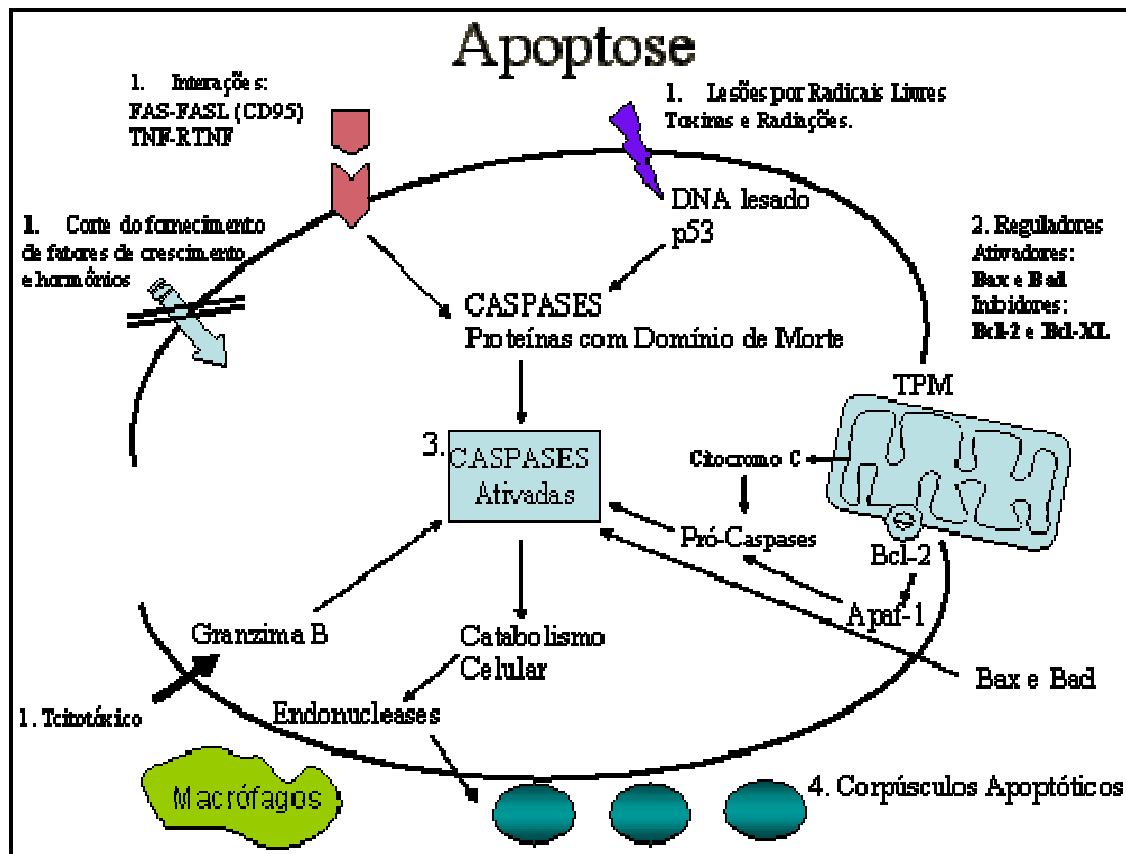 Apoptose
1. Interações:
FAS-FASL (CD95)
TNF-RTNF
1. Lesões por Radicais Livres
Toxinas e Radiações.
DNA lesado
p53
1. Corte do fornecimento
de fatores de crescimento
e hormônios
2. Reguladores
Ativadores:
Bax e Bad
Inibidores:
Bcl-2 e Bcl-XL
CASPASES
Proteínas com Domínio de Morte
TPM
3. CASPASES
Ativadas
Citocromo C
Pró-Caspases
Bcl-2
Apaf-1
Granzima B
Catabolismo
Celular
Bax e Bad
1. Tcitotóxico
Endonucleases
Macrófagos
4. Corpúsculos Apoptóticos